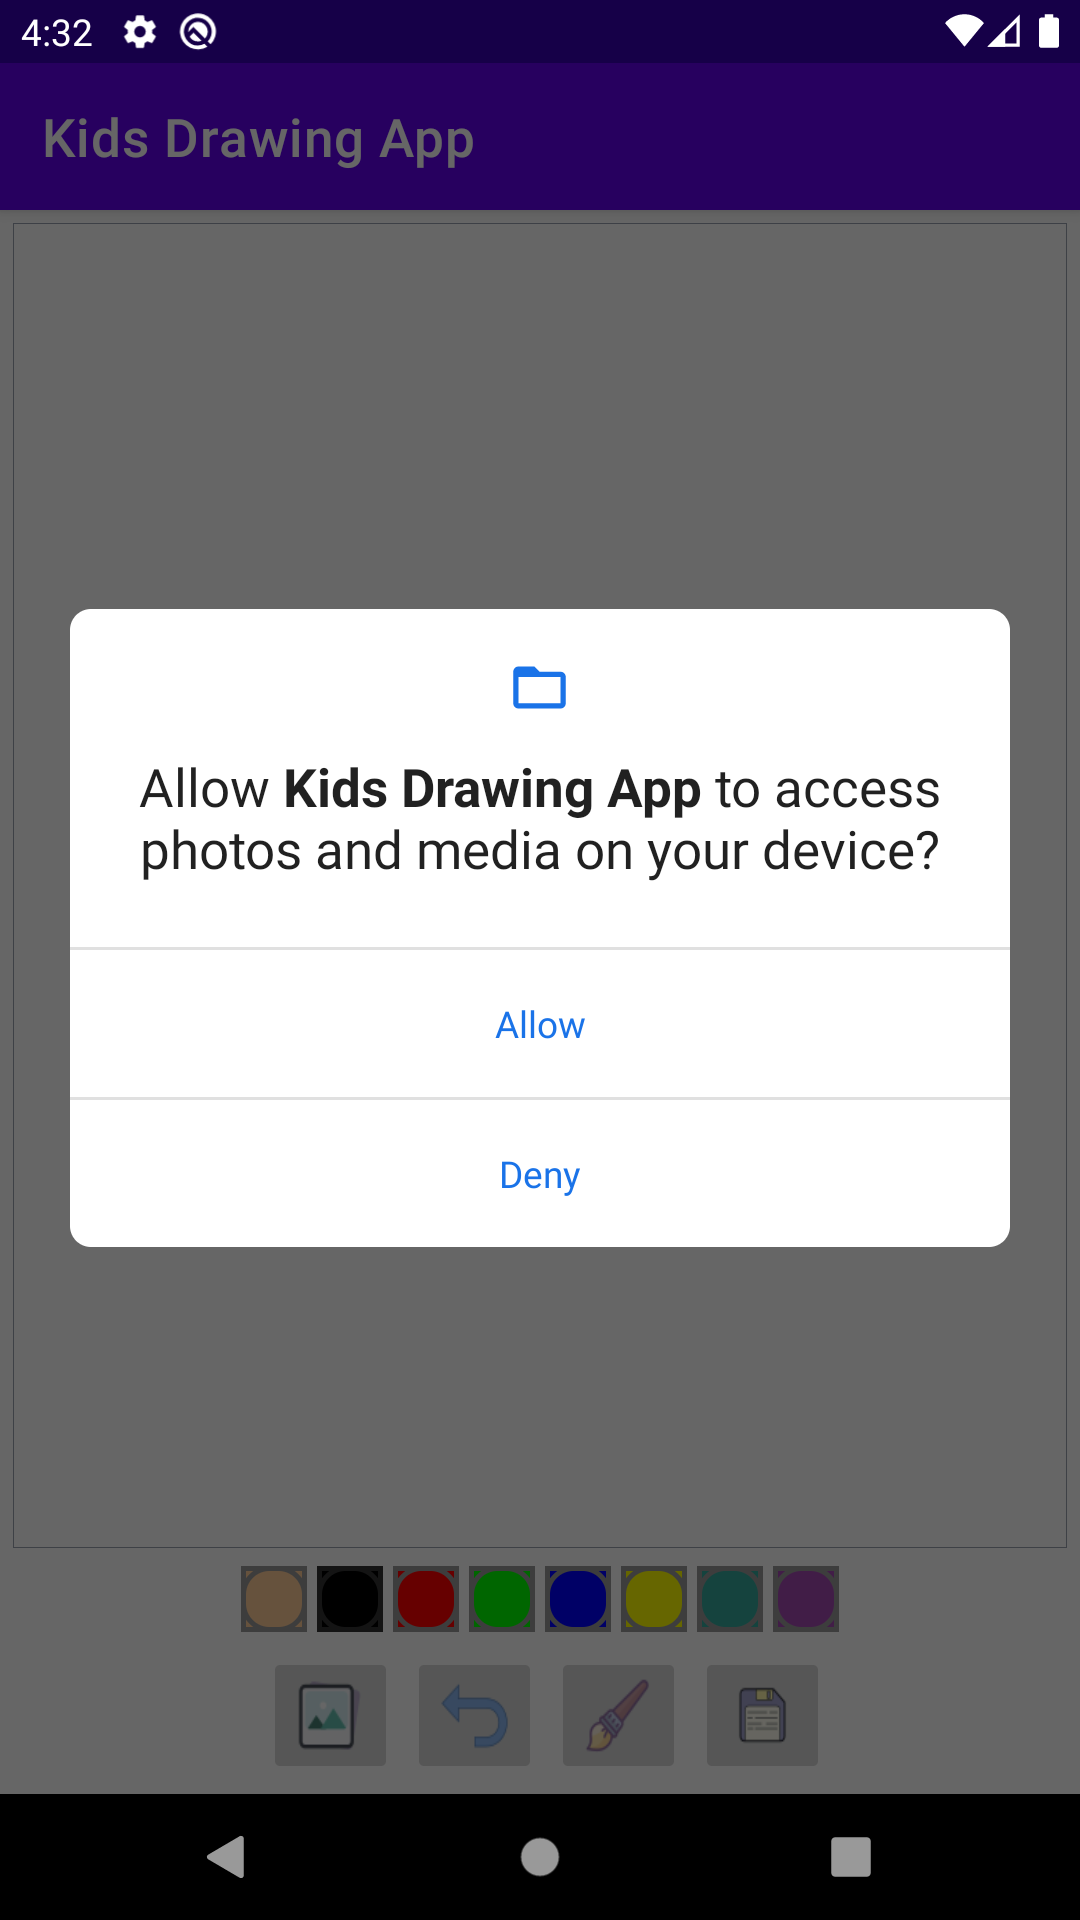 4:32
Kids Drawing App
Allow Kids Drawing App to access
photos and media on your device?
Allow
Deny